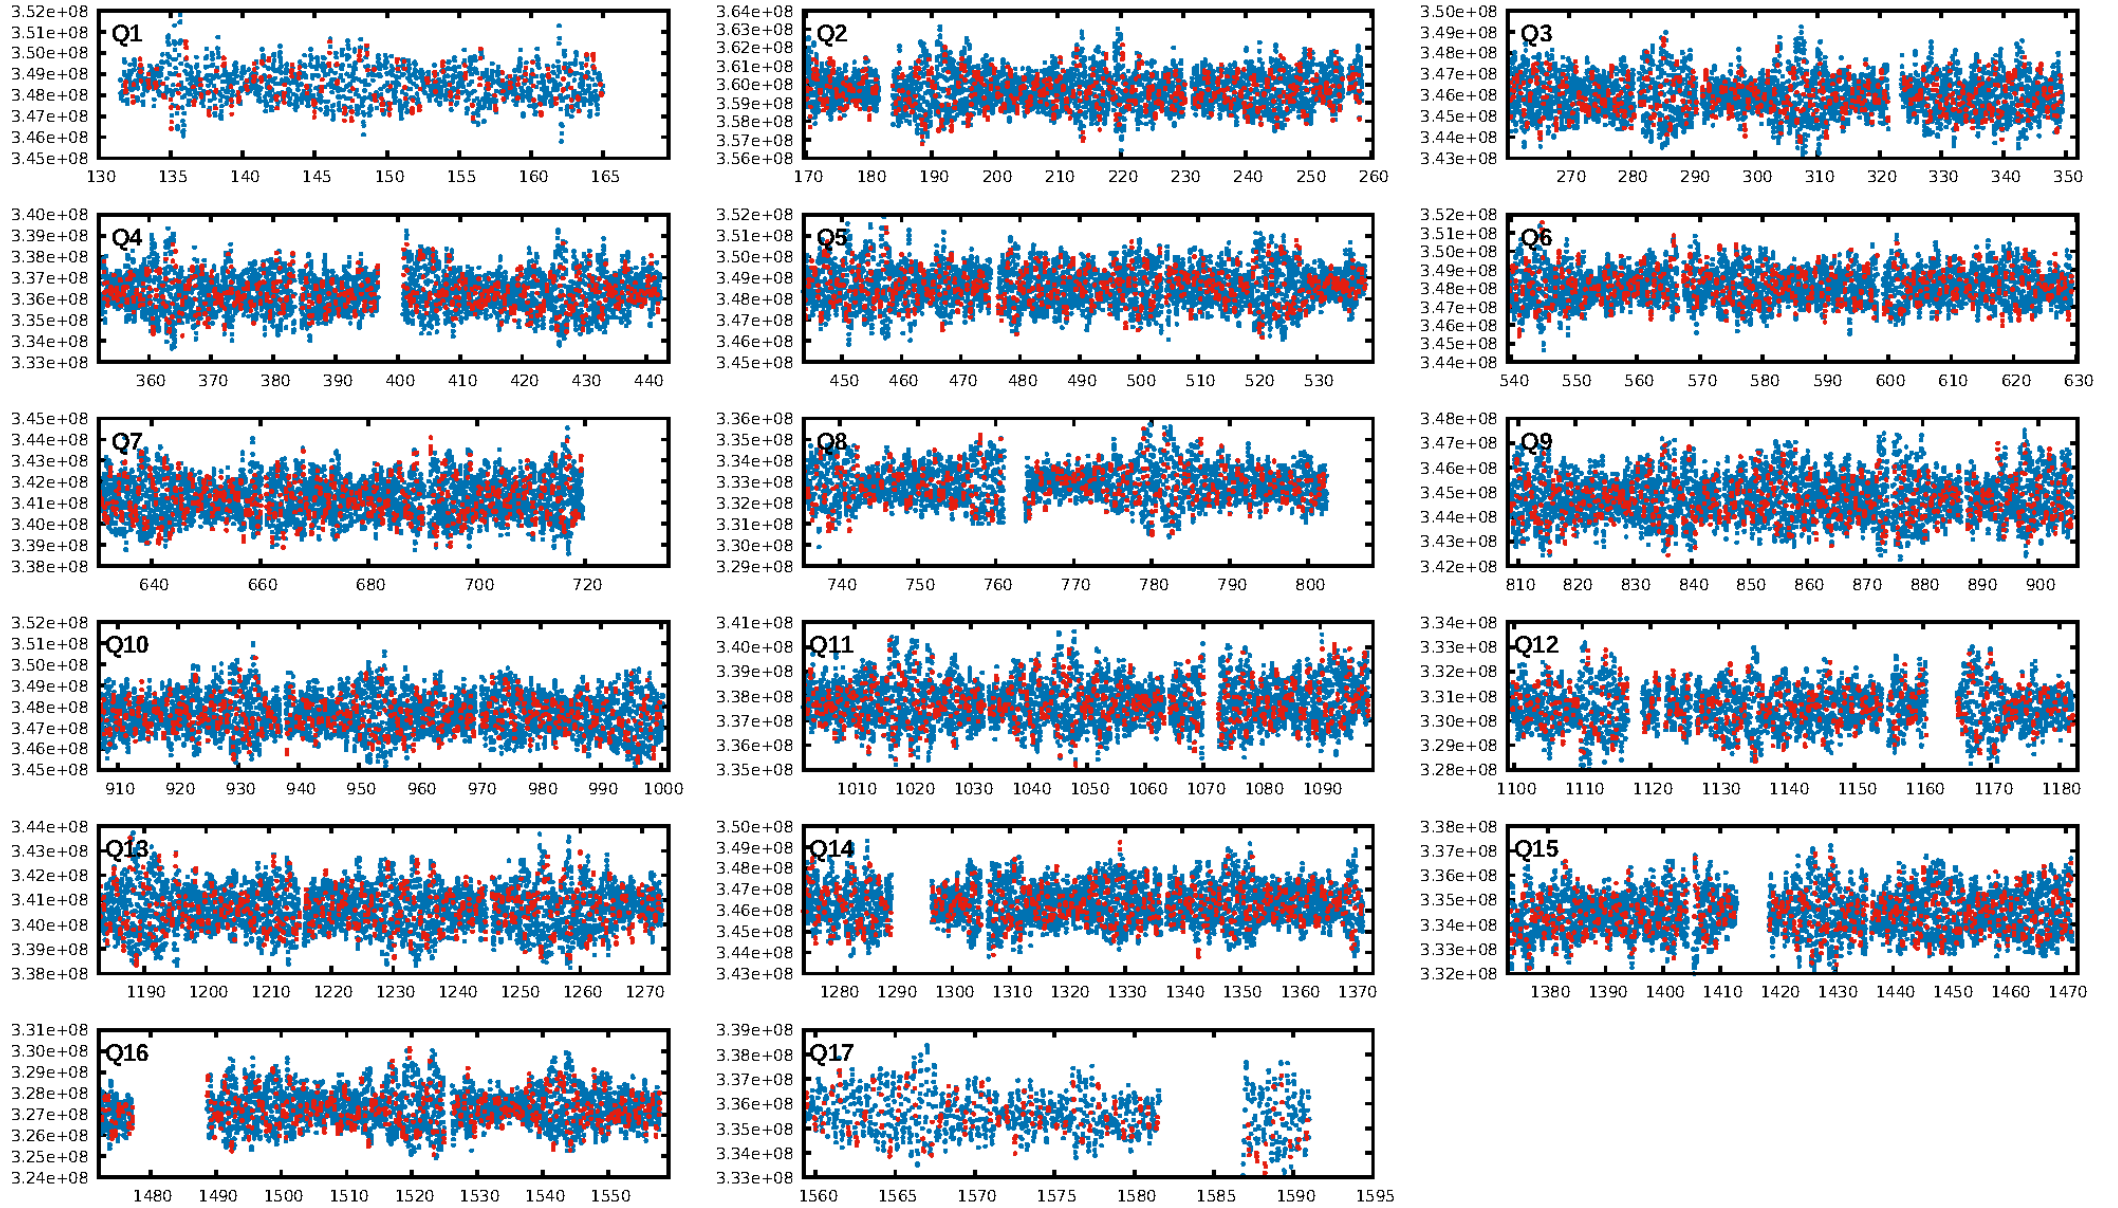 3.52e+08
3.51e+08
3.50e+08
3.49e+08
3.48e+08
3.47e+08
3.46e+08
3.45e+08
Q1
130 135 140 145 150 155 160 165
3.64e+08
3.63e+08
3.62e+08
3.61e+08
3.60e+08
3.59e+08
3.58e+08
3.57e+08
3.56e+08
Q2
170 180 190 200 210 220 230 240 250 260
3.50e+08
3.49e+08
3.48e+08
3.47e+08
3.46e+08
3.45e+08
3.44e+08
3.43e+08
Q3
270 280 290 300 310 320 330 340 350
3.40e+08
3.39e+08
3.38e+08
3.37e+08
3.36e+08
3.35e+08
3.34e+08
3.33e+08
Q4
360 370 380 390 400 410 420 430 440
3.52e+08
3.51e+08
3.50e+08
3.49e+08
3.48e+08
3.47e+08
3.46e+08
3.45e+08
Q5
450 460 470 480 490 500 510 520 530
3.52e+08
3.51e+08
3.50e+08
3.49e+08
3.48e+08
3.47e+08
3.46e+08
3.45e+08
3.44e+08
Q6
540 550 560 570 580 590 600 610 620 630
3.45e+08
3.44e+08
3.43e+08
3.42e+08
3.41e+08
3.40e+08
3.39e+08
3.38e+08
Q7
640 660 680 700 720
3.36e+08
3.35e+08
3.34e+08
3.33e+08
3.32e+08
3.31e+08
3.30e+08
3.29e+08
Q8
740 750 760 770 780 790 800
3.48e+08
3.47e+08
3.46e+08
3.45e+08
3.44e+08
3.43e+08
3.42e+08
Q9
810 820 830 840 850 860 870 880 890 900
3.52e+08
3.51e+08
3.50e+08
3.49e+08
3.48e+08
3.47e+08
3.46e+08
3.45e+08
Q10
910 920 930 940 950 960 970 980 990 1000
3.41e+08
3.40e+08
3.39e+08
3.38e+08
3.37e+08
3.36e+08
3.35e+08
Q11
1010 1020 1030 1040 1050 1060 1070 1080 1090
3.34e+08
3.33e+08
3.32e+08
3.31e+08
3.30e+08
3.29e+08
3.28e+08
Q12
1100 1110 1120 1130 1140 1150 1160 1170 1180
3.44e+08
3.43e+08
3.42e+08
3.41e+08
3.40e+08
3.39e+08
3.38e+08
Q13
1190 1200 1210 1220 1230 1240 1250 1260 1270
3.50e+08
3.49e+08
3.48e+08
3.47e+08
3.46e+08
3.45e+08
3.44e+08
3.43e+08
Q14
1280 1290 1300 1310 1320 1330 1340 1350 1360 1370
3.38e+08
3.37e+08
3.36e+08
3.35e+08
3.34e+08
3.33e+08
3.32e+08
Q15
1380 1390 1400 1410 1420 1430 1440 1450 1460 1470
3.31e+08
3.30e+08
3.29e+08
3.28e+08
3.27e+08
3.26e+08
3.25e+08
3.24e+08
Q16
1480 1490 1500 1510 1520 1530 1540 1550
3.39e+08
3.38e+08
3.37e+08
3.36e+08
3.35e+08
3.34e+08
3.33e+08
Q17
1560 1565 1570 1575 1580 1585 1590 1595